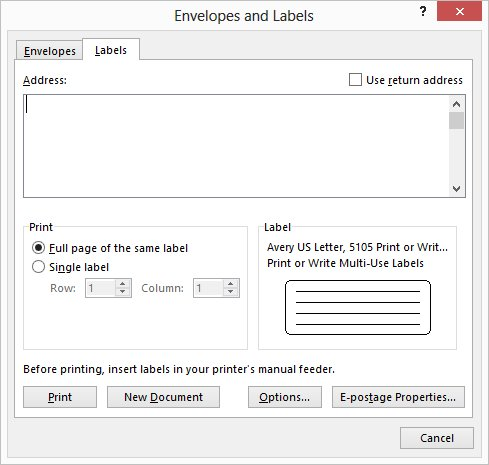 Envelopes and Labels
?
Envelopes Labels
Address:
Use return address
Print
Full page of the same label
Single label
Row: 1 Column: 1
Label
Avery US Letter, 5105 Print or Writ...
Print or Write Multi-Use Labels
Before printing, insert labels in your printer's manual feeder.
Print New Document Options... E-postage Properties...
Cancel